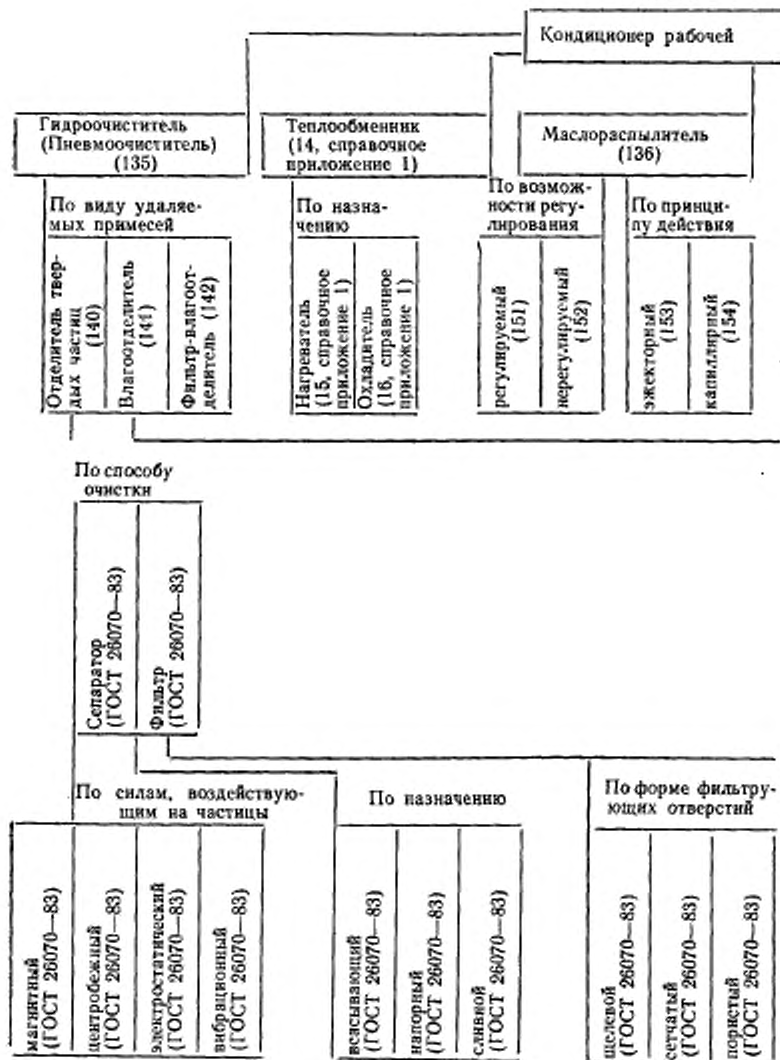 Кондиционер рабочей
Гидроочиститель
(Пневмоочиститель)
(135)
Теплообменник
(14, справочное
приложение 1)
Маслораспылитель
(136)
По виду удаляе-
мых примесей
По назна-
чению
По возмож-
ности регу-
лирования
По принци-
пу действия
Отделитель твер-
дых частиц
(140)
Влагоотделитель
(141)
Фильтр-влагоот-
делитель (142)
Нагреватель
(15, справочное
приложение 1)
Охладитель
(16, справочное
приложение 1)
регулируемый
(151)
нерегулируемый
(152)
эжекторный
(153)
капиллярный
(154)
По способу
очистки
Сепаратор
(ГОСТ 26070—83)
Фильтр
(ГОСТ 26070—83)
По силам, воздействую-
щим на частицы
По назначению
По форме фильтру-
ющих отверстий
магнитный
(ГОСТ 26070—83)
центробежный
(ГОСТ 26070—83)
электростатический
(ГОСТ 26070—83)
вибрационный
(ГОСТ 26070—83)
всасывающий
(ГОСТ 26070—83)
напорный
(ГОСТ 26070—83)
сливной
(ГОСТ 26070—83)
щелевой
(ГОСТ 26070—83)
сетчатый
(ГОСТ 26070—83)
пористый
(ГОСТ 26070—83)